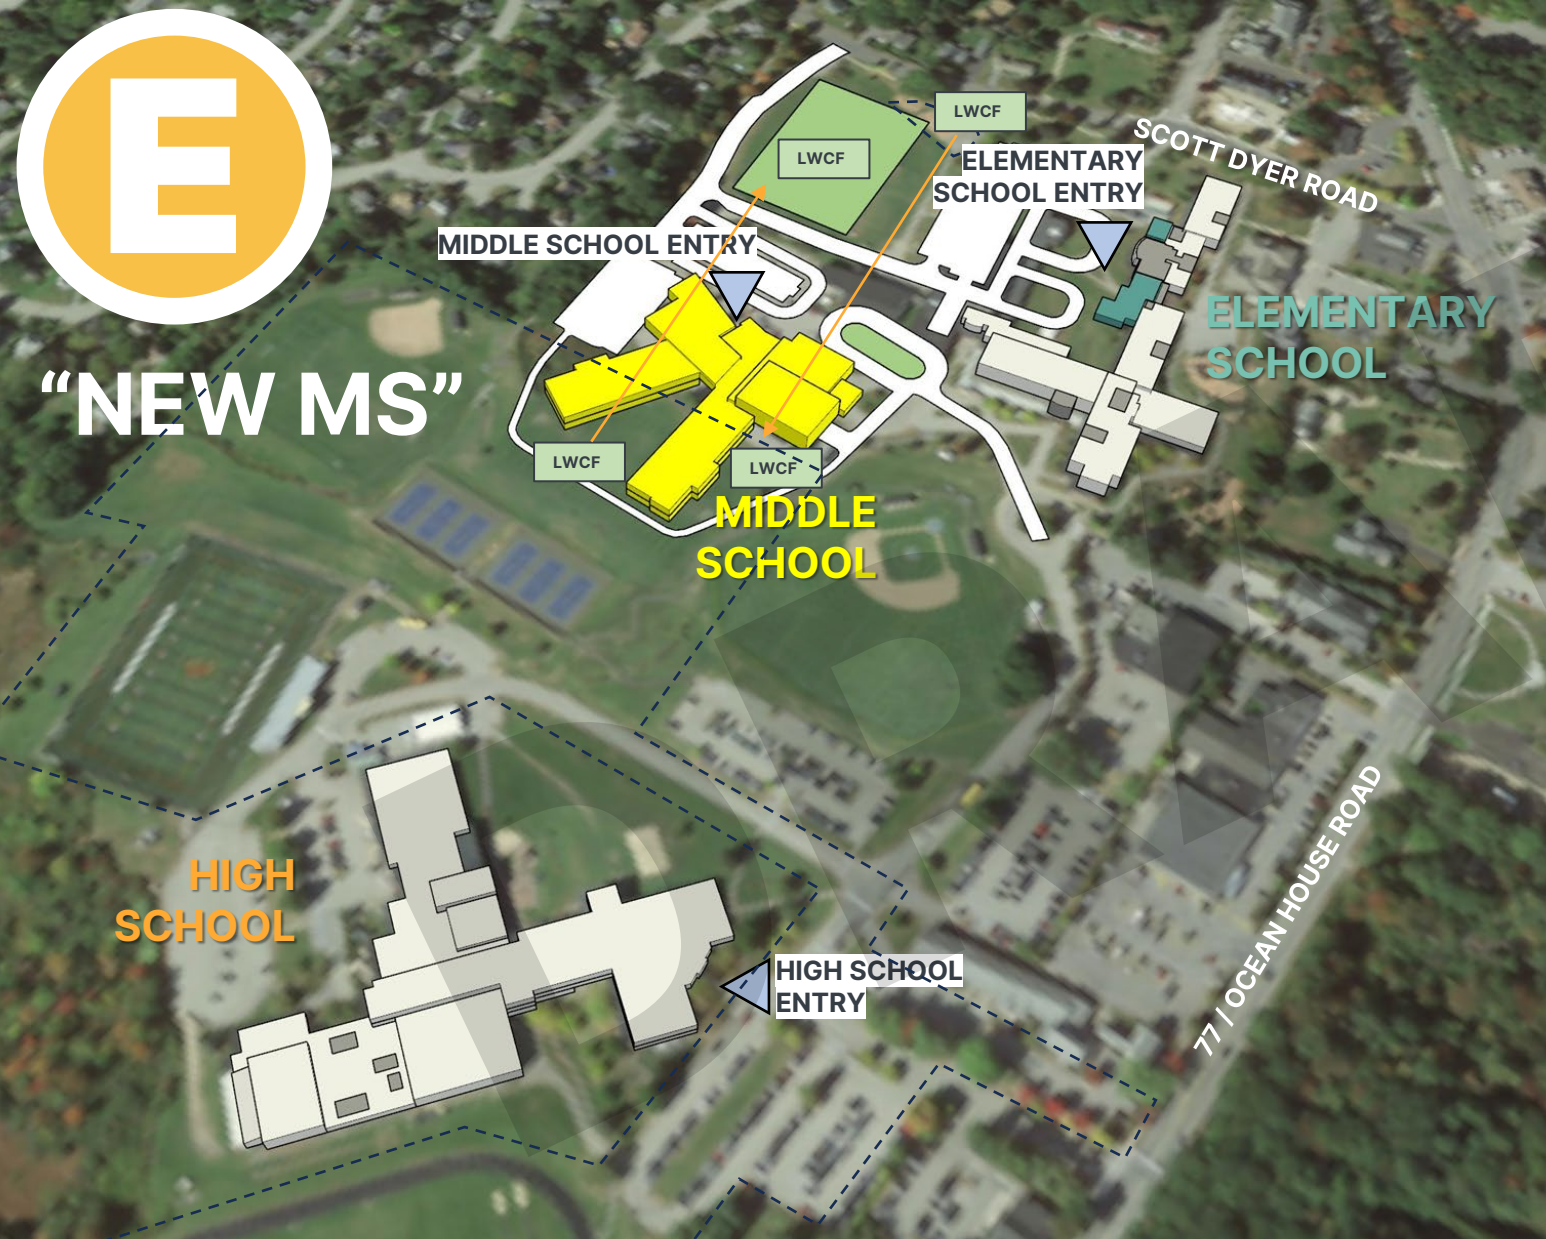 E
“NEW MS”
LWCF
LWCF
SCOTT DYER ROAD
ELEMENTARY
SCHOOL ENTRY
MIDDLE SCHOOL ENTRY
ELEMENTARY
SCHOOL
LWCF
LWCF
MIDDLE
SCHOOL
HIGH
SCHOOL
HIGH SCHOOL
ENTRY
77 / OCEAN HOUSE ROAD
DRAFT